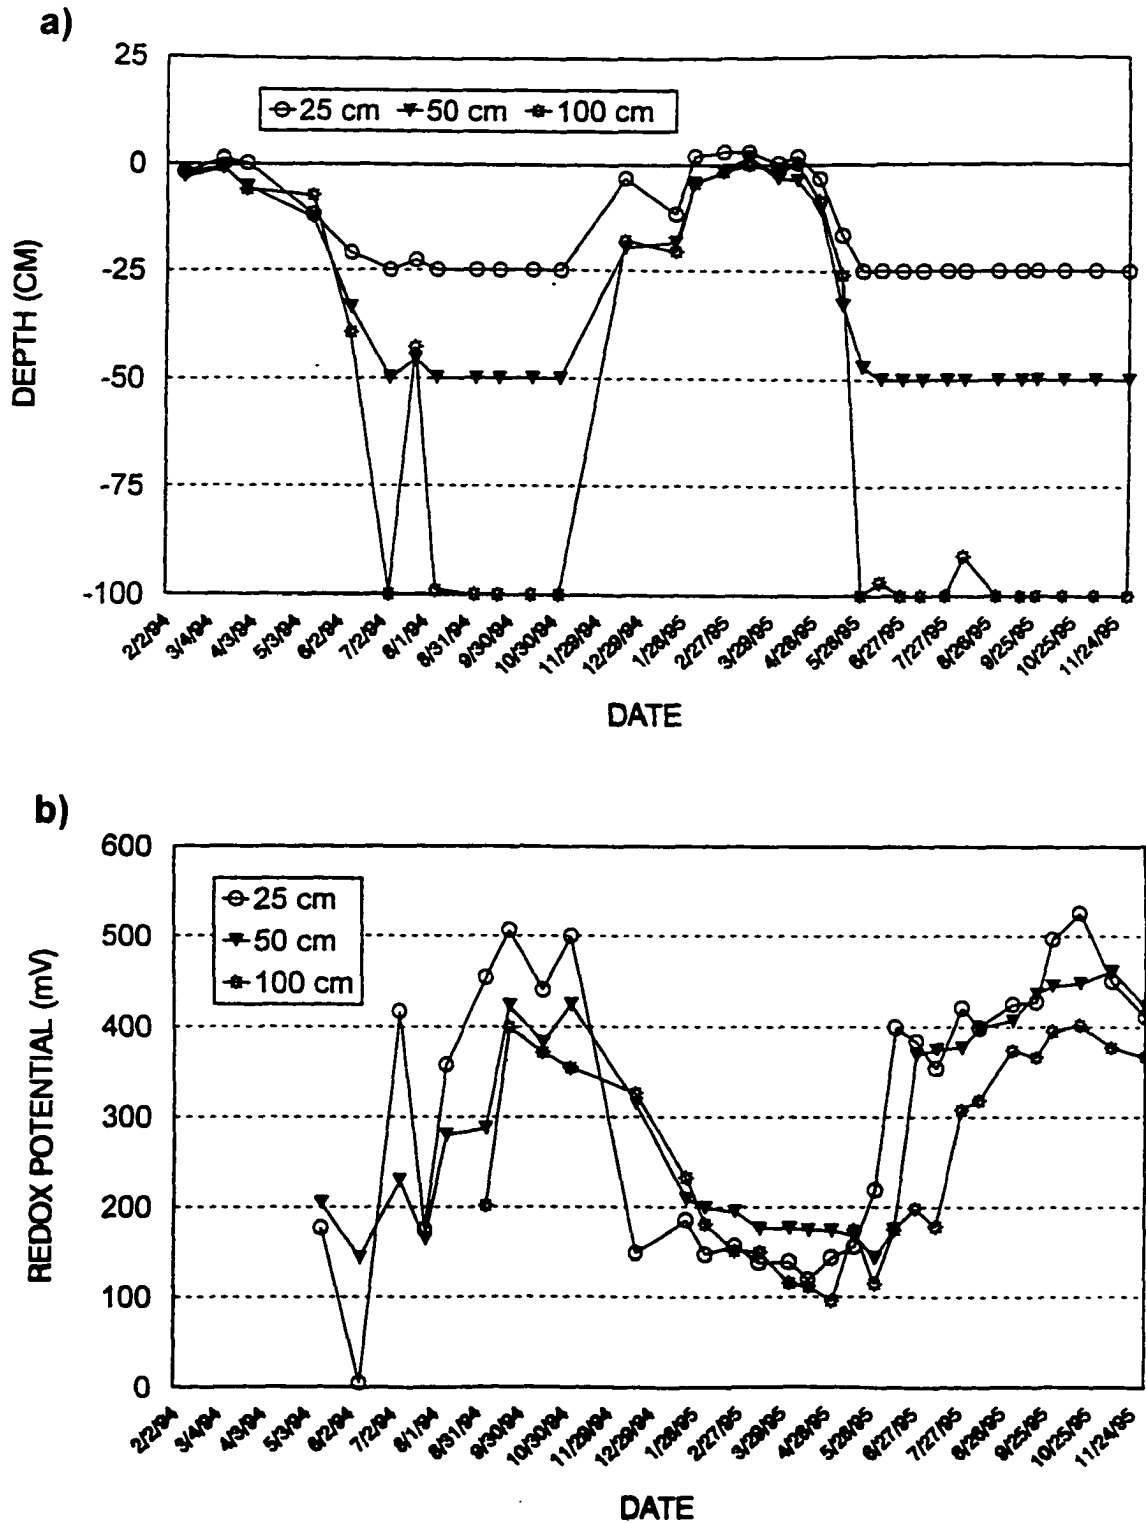 a)
25
0
-25
-50
-75
-100
DEPTH (CM)
25 cm 50 cm 100 cm
2/2/94 3/4/94 4/3/94 5/3/94 6/2/94 7/2/94 8/1/94 8/31/94 9/30/94 10/30/94 11/29/94 12/29/94 1/28/95 2/27/95 3/29/95 4/28/95 5/28/95 6/27/95 7/27/95 8/26/95 9/25/95 10/25/95 11/24/95
DATE
b)
600
500
400
300
200
100
0
REDOX POTENTIAL (mV)
25 cm
50 cm
100 cm
2/2/94 3/4/94 4/3/94 5/3/94 6/2/94 7/2/94 8/1/94 8/31/94 9/30/94 10/30/94 11/29/94 12/29/94 1/28/95 2/27/95 3/29/95 4/28/95 5/28/95 6/27/95 7/27/95 8/26/95 9/25/95 10/25/95 11/24/95
DATE